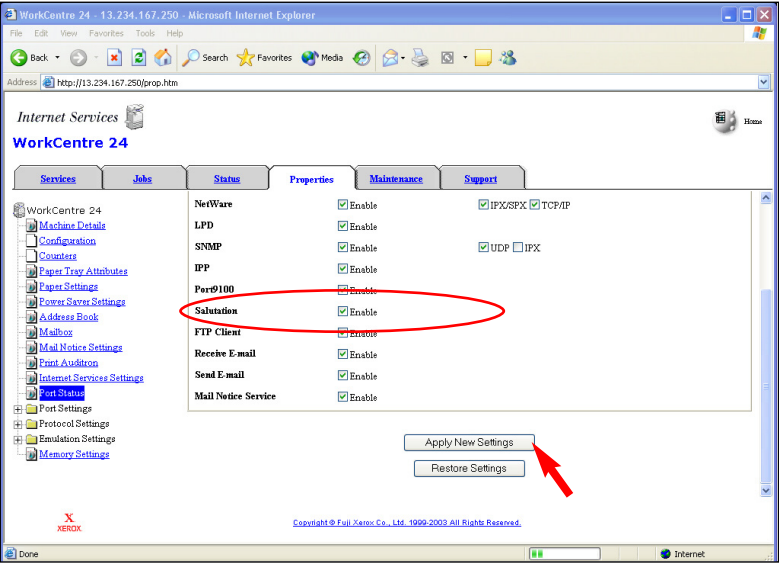 WorkCentre 24 - 13.234.167.250 - Microsoft Internet Explorer
File Edit View Favorites Tools Help
Back Search Favorites Media
Address http://13.234.167.250/prop.htm
Internet Services
Home
WorkCentre 24
Services Jobs Status Properties Maintenance Support
WorkCentre 24
Machine Details
Configuration
Counters
Paper Tray Attributes
Paper Settings
Power Saver Settings
Address Book
Mailbox
Mail Notice Settings
Print Auditron
Internet Services Settings
Port Status
Port Settings
Protocol Settings
Emulation Settings
Memory Settings
NetWare Enable IPX/SPX TCP/IP
LPD Enable
SNMP Enable UDP IPX
IPP Enable
Port9100 Enable
Salutation Enable
FTP Client Enable
Receive E-mail Enable
Send E-mail Enable
Mail Notice Service Enable
Apply New Settings
Restore Settings
X
XEROX
Copyright © Fuji Xerox Co., Ltd. 1999-2003 All Rights Reserved.
Done Internet